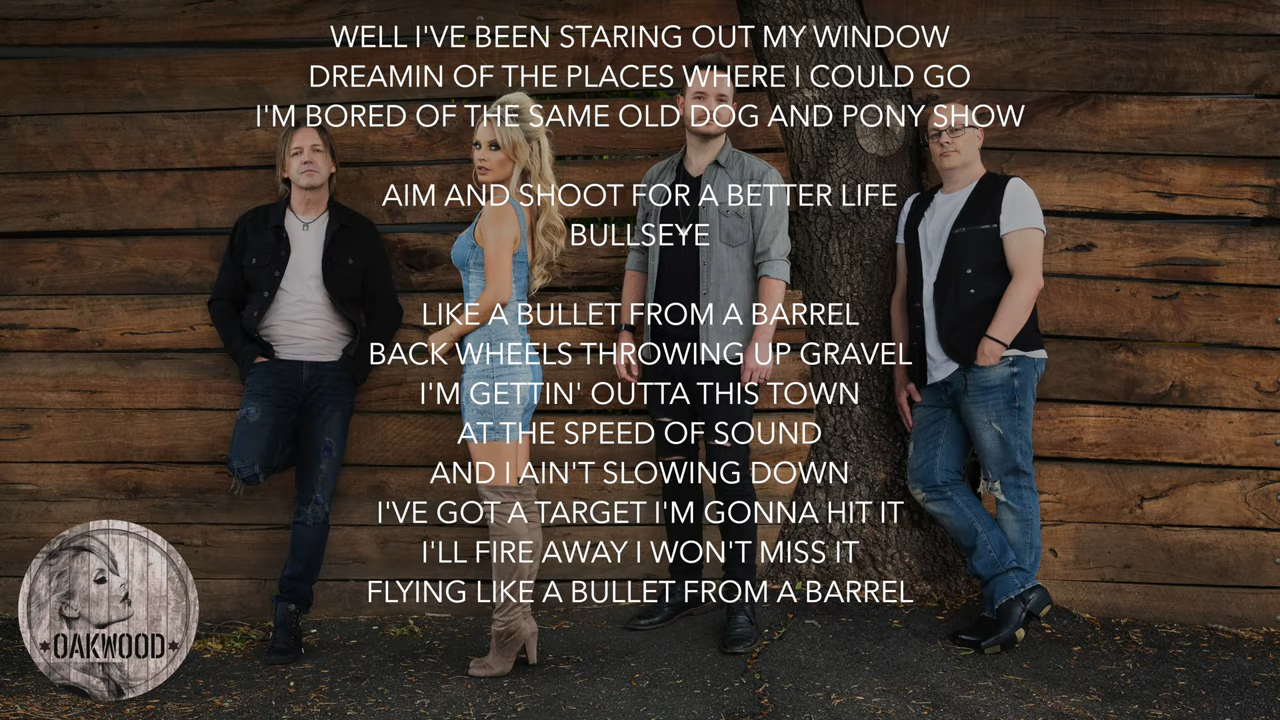 WELL I'VE BEEN STARING OUT MY WINDOW
DREAMIN OF THE PLACES WHERE I COULD GO
I'M BORED OF THE SAME OLD DOG AND PONY SHOW
AIM AND SHOOT FOR A BETTER LIFE
BULLSEYE
LIKE A BULLET FROM A BARREL
BACK WHEELS THROWING UP GRAVEL
I'M GETTIN' OUTTA THIS TOWN
AT THE SPEED OF SOUND
AND I AIN'T SLOWING DOWN
I'VE GOT A TARGET I'M GONNA HIT IT
I'LL FIRE AWAY I WON'T MISS IT
FLYING LIKE A BULLET FROM A BARREL
OAKWOOD